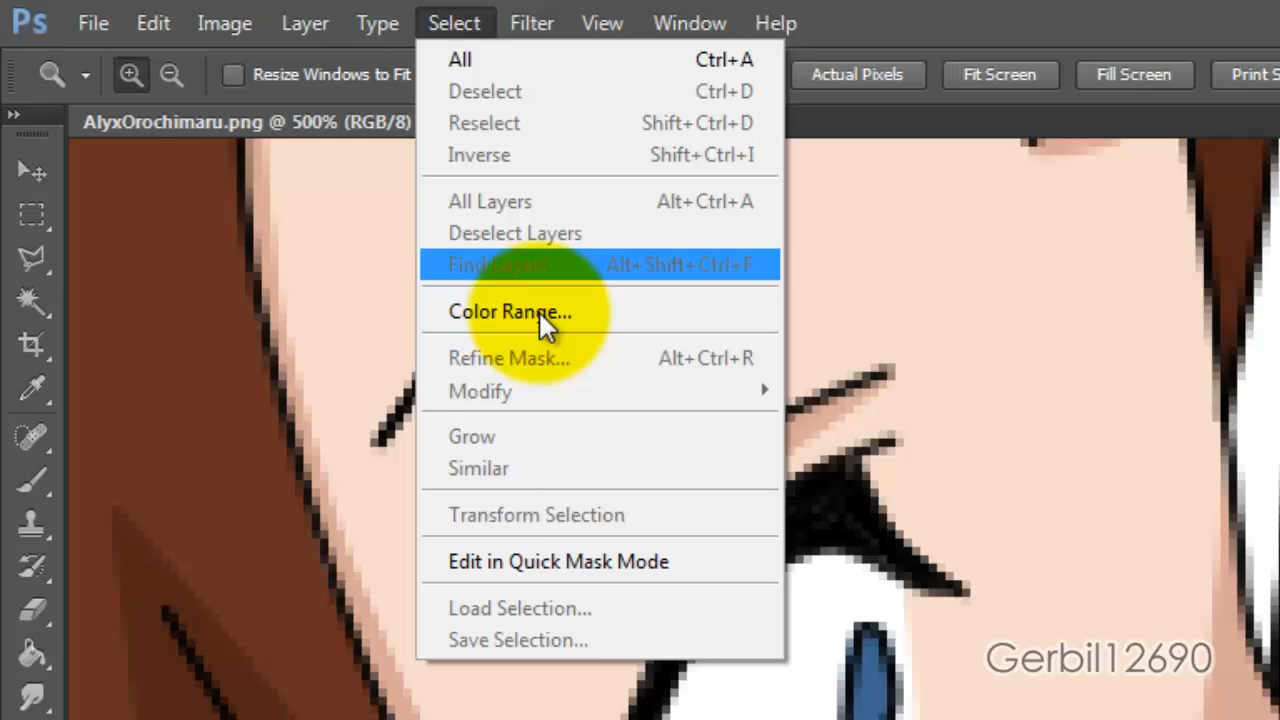 Ps File Edit Image Layer Type Select Filter View Window Help
Resize Windows to Fit Actual Pixels Fit Screen Fill Screen Print S
AlyxOrochimaru.png @ 500% (RGB/8)
All Ctrl+A
Deselect Ctrl+D
Reselect Shift+Ctrl+D
Inverse Shift+Ctrl+I
All Layers Alt+Ctrl+A
Deselect Layers
Find Layers Alt+Shift+Ctrl+F
Color Range...
Refine Mask... Alt+Ctrl+R
Modify
Grow
Similar
Transform Selection
Edit in Quick Mask Mode
Load Selection...
Save Selection...
Gerbil12690